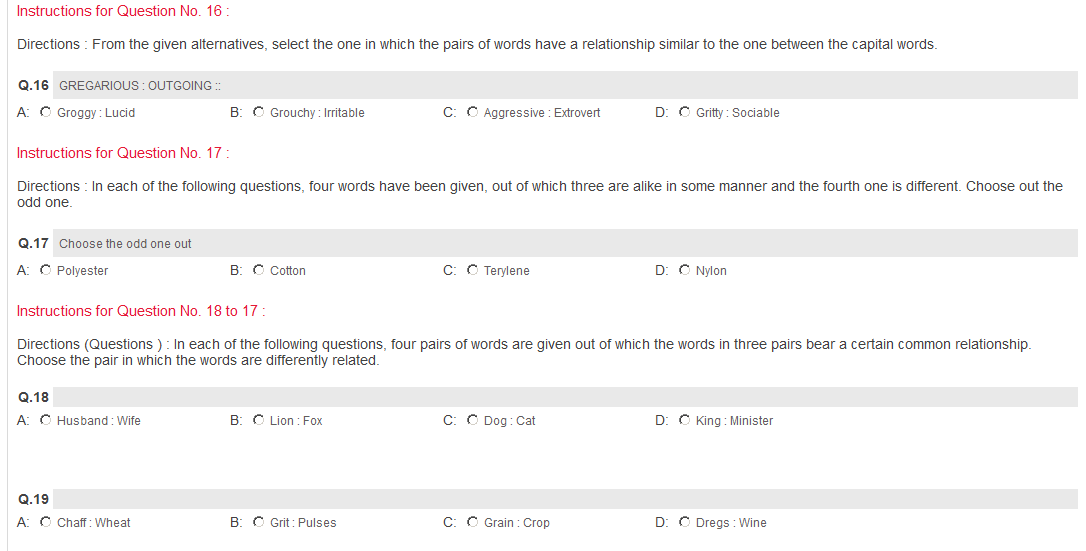 Instructions for Question No. 16 :
Directions : From the given alternatives, select the one in which the pairs of words have a relationship similar to the one between the capital words.
Q.16 GREGARIOUS : OUTGOING ::
A: Groggy : Lucid B: Grouchy : Irritable C: Aggressive : Extrovert D: Gritty : Sociable
Instructions for Question No. 17 :
Directions : In each of the following questions, four words have been given, out of which three are alike in some manner and the fourth one is different. Choose out the
odd one.
Q.17 Choose the odd one out
A: Polyester B: Cotton C: Terylene D: Nylon
Instructions for Question No. 18 to 17 :
Directions (Questions ) : In each of the following questions, four pairs of words are given out of which the words in three pairs bear a certain common relationship.
Choose the pair in which the words are differently related.
Q.18
A: Husband : Wife B: Lion : Fox C: Dog : Cat D: King : Minister
Q.19
A: Chaff : Wheat B: Grit : Pulses C: Grain : Crop D: Dregs : Wine